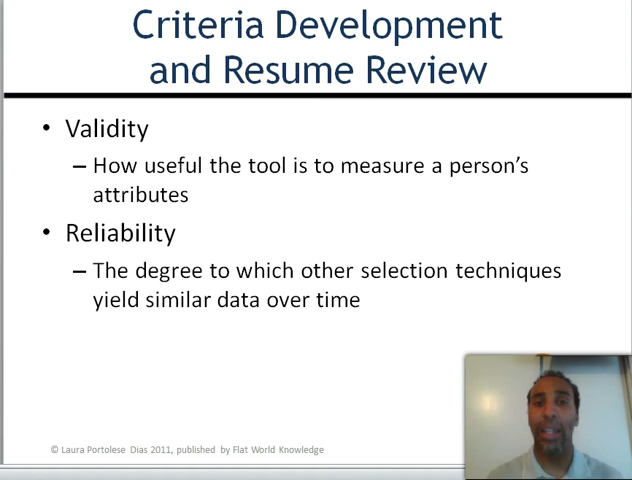 Criteria Development
and Resume Review
• Validity
– How useful the tool is to measure a person's
attributes
• Reliability
– The degree to which other selection techniques
yield similar data over time
© Laura Portolese Dias 2011, published by Flat World Knowledge